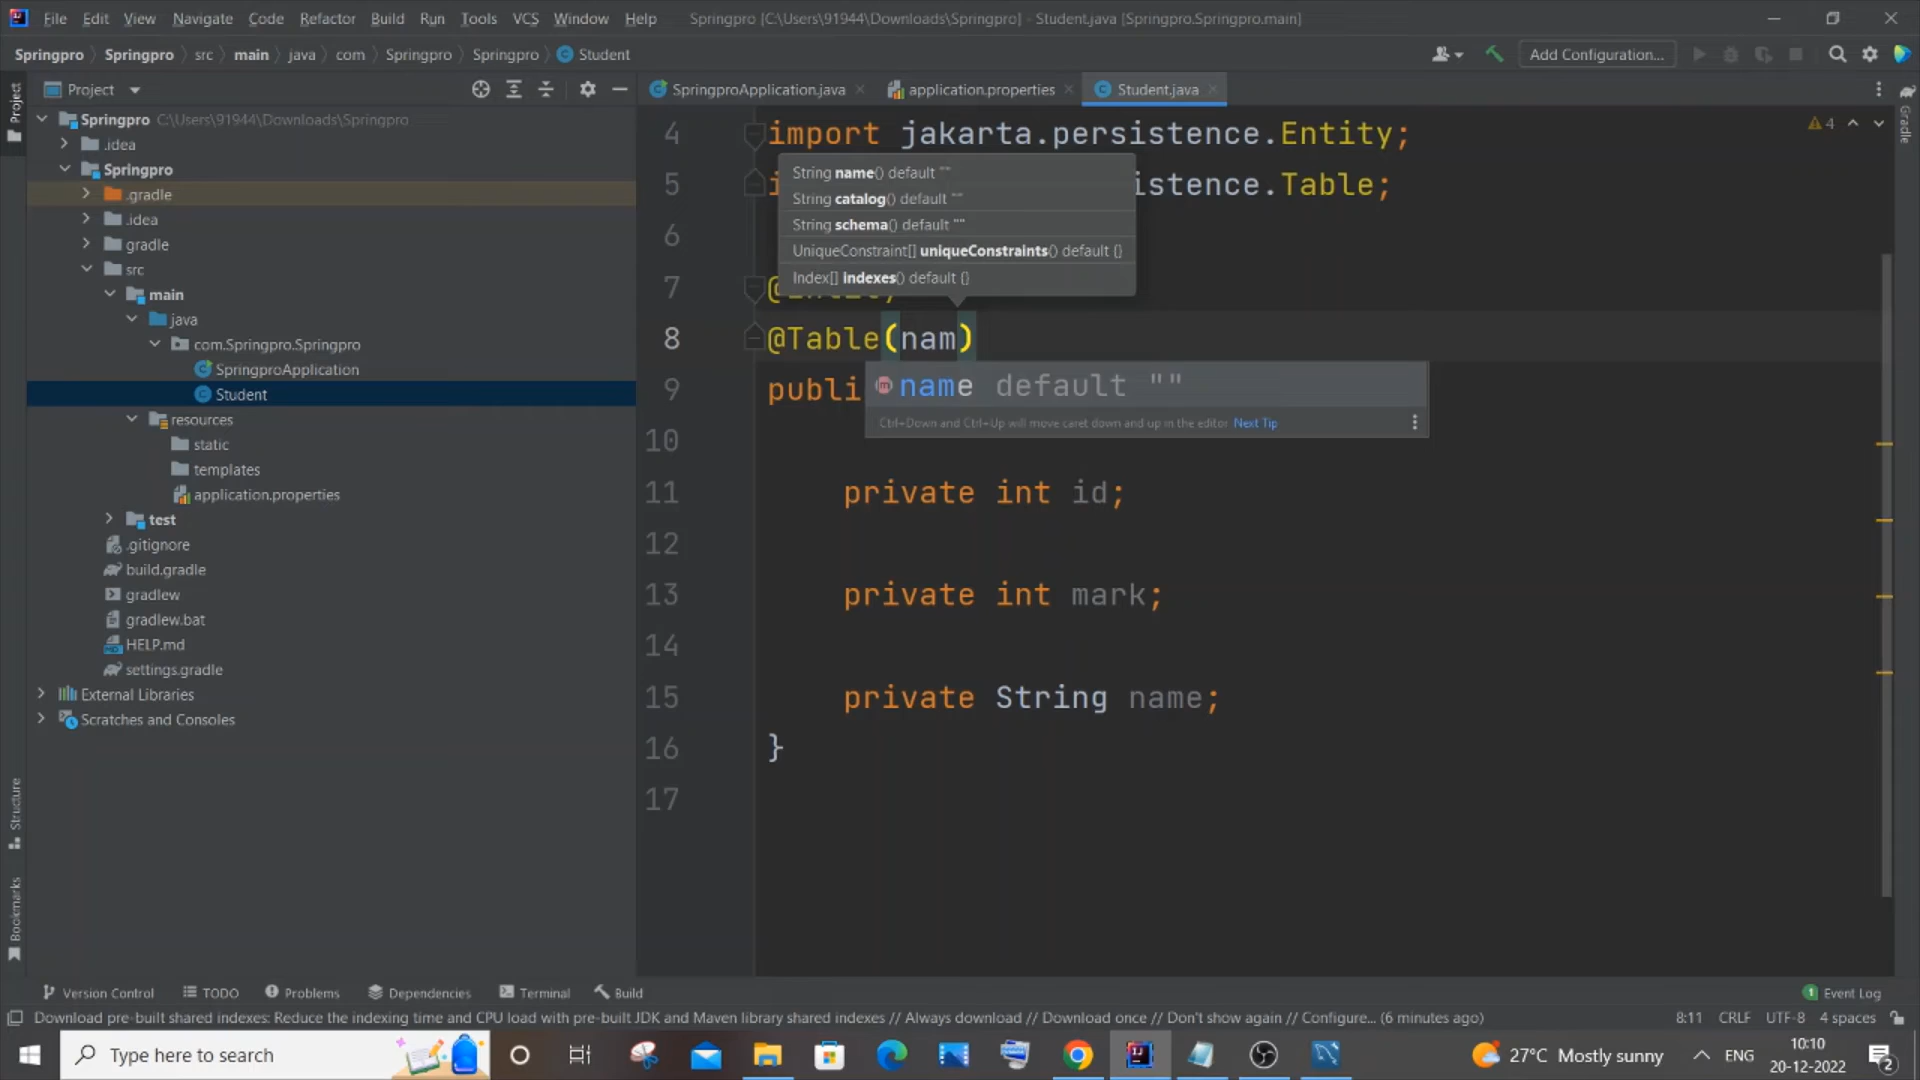 File Edit View Navigate Code Refactor Build Run Tools VCS Window Help Springpro [C:\Users\91944\Downloads\Springpro] - Student.java [Springpro.Springpro.main]
Springpro Springpro src main java com Springpro Springpro Student
Add Configuration...
Project
SpringproApplication.java
application.properties
Student.java
Springpro C:\Users\91944\Downloads\Springpro
.idea
Springpro
.gradle
.idea
gradle
src
main
java
com.Springpro.Springpro
SpringproApplication
Student
resources
static
templates
application.properties
test
.gitignore
build.gradle
gradlew
gradlew.bat
HELP.md
settings.gradle
External Libraries
Scratches and Consoles
Project
Structure
Bookmarks
Gradle
4
4 import jakarta.persistence.Entity;
5 i istence.Table;
6
7 @Entity
8 @Table(nam)
9 publi
10
11 private int id;
12
13 private int mark;
14
15 private String name;
16 }
17
String name() default ""
String catalog() default ""
String schema() default ""
UniqueConstraint[] uniqueConstraints() default {}
Index[] indexes() default {}
name default ""
Ctrl+Down and Ctrl+Up will move caret down and up in the editor Next Tip
Version Control TODO Problems Dependencies Terminal Build
1 Event Log
Download pre-built shared indexes: Reduce the indexing time and CPU load with pre-built JDK and Maven library shared indexes // Always download // Download once // Don't show again // Configure... (6 minutes ago)
8:11 CRLF UTF-8 4 spaces
Type here to search
27°C Mostly sunny
ENG
10:10
20-12-2022
2